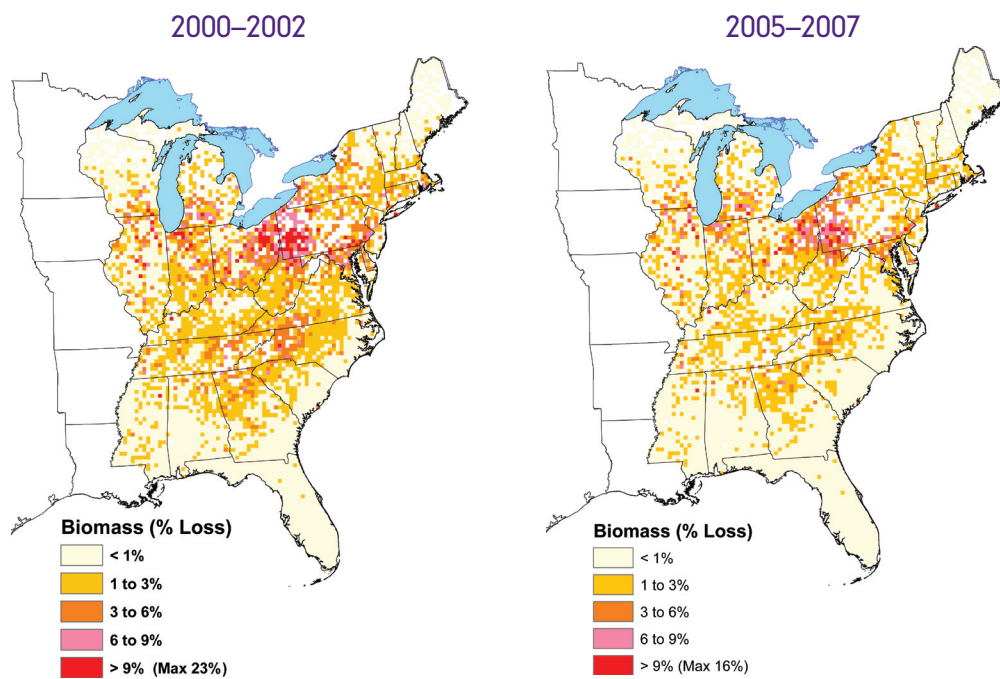 2000–2002
2005–2007
Biomass (% Loss)
< 1%
1 to 3%
3 to 6%
6 to 9%
> 9% (Max 23%)
Biomass (% Loss)
< 1%
1 to 3%
3 to 6%
6 to 9%
> 9% (Max 16%)